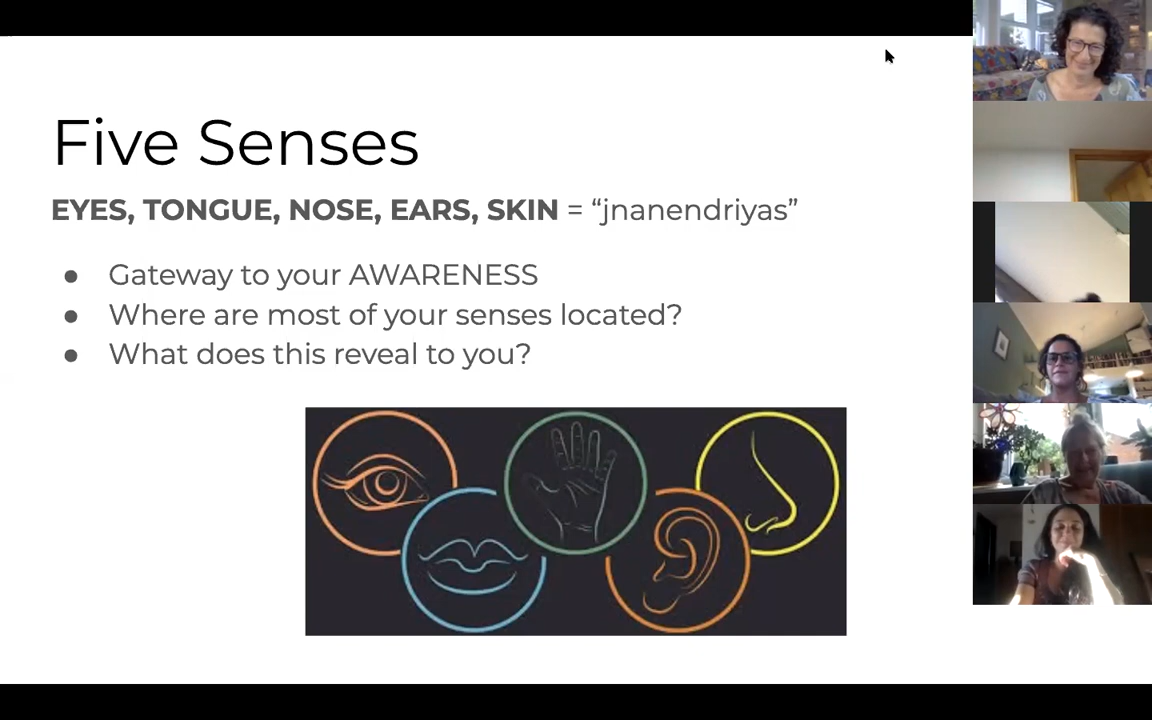 Five Senses
EYES, TONGUE, NOSE, EARS, SKIN = “jnanendriyas”
● Gateway to your AWARENESS
● Where are most of your senses located?
● What does this reveal to you?